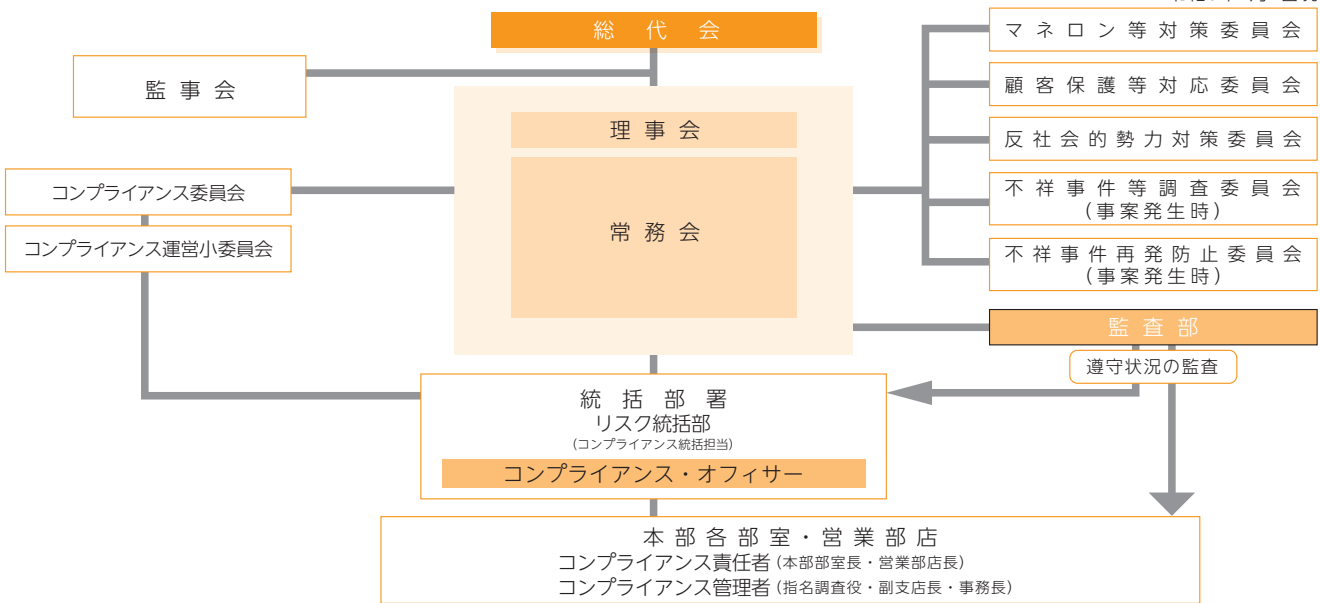 総代会
監事会
理事会
常務会
コンプライアンス委員会
コンプライアンス運営小委員会
マネロン等対策委員会
顧客保護等対応委員会
反社会的勢力対策委員会
不祥事件等調査委員会
(事案発生時)
不祥事件再発防止委員会
(事案発生時)
監査部
遵守状況の監査
統括部署
リスク統括部
(コンプライアンス統括担当)
コンプライアンス・オフィサー
本部各部室・営業部店
コンプライアンス責任者(本部部室長・営業部店長)
コンプライアンス管理者(指名調査役・副支店長・事務長)